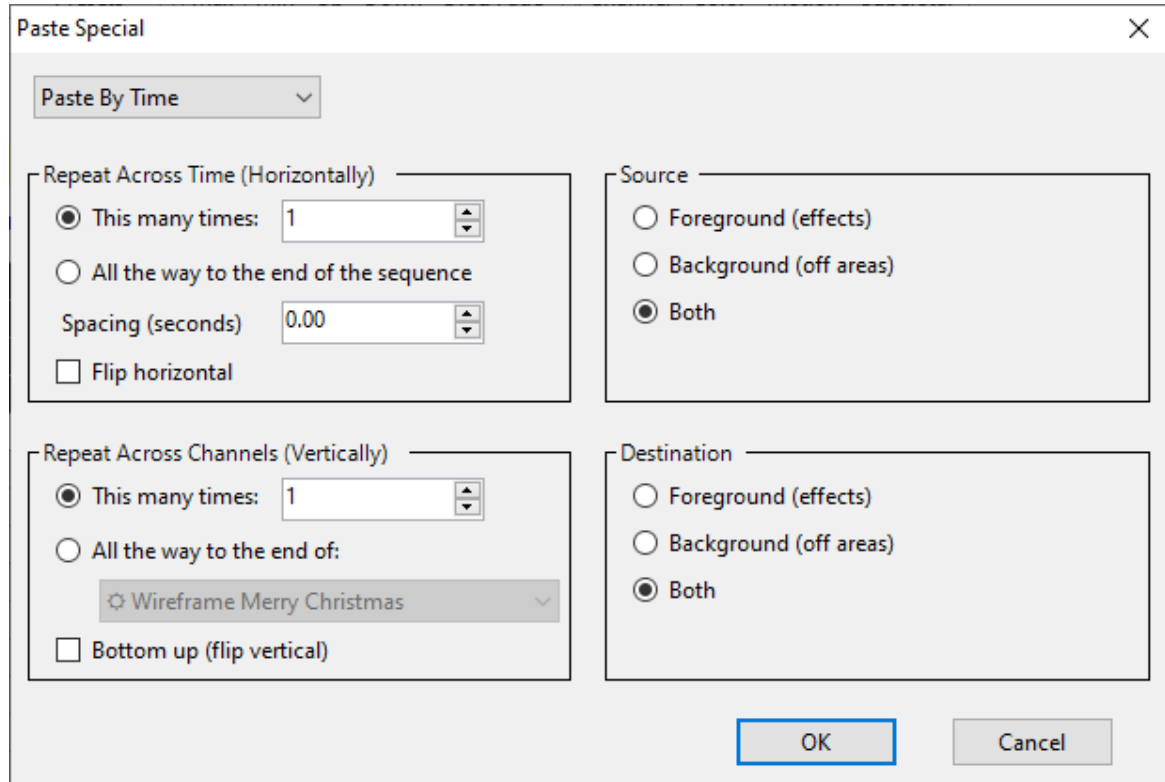 Paste Special
Paste By Time
Repeat Across Time (Horizontally)
This many times: 1
All the way to the end of the sequence
Spacing (seconds) 0.00
Flip horizontal
Source
Foreground (effects)
Background (off areas)
Both
Repeat Across Channels (Vertically)
This many times: 1
All the way to the end of:
Wireframe Merry Christmas
Bottom up (flip vertical)
Destination
Foreground (effects)
Background (off areas)
Both
OK
Cancel